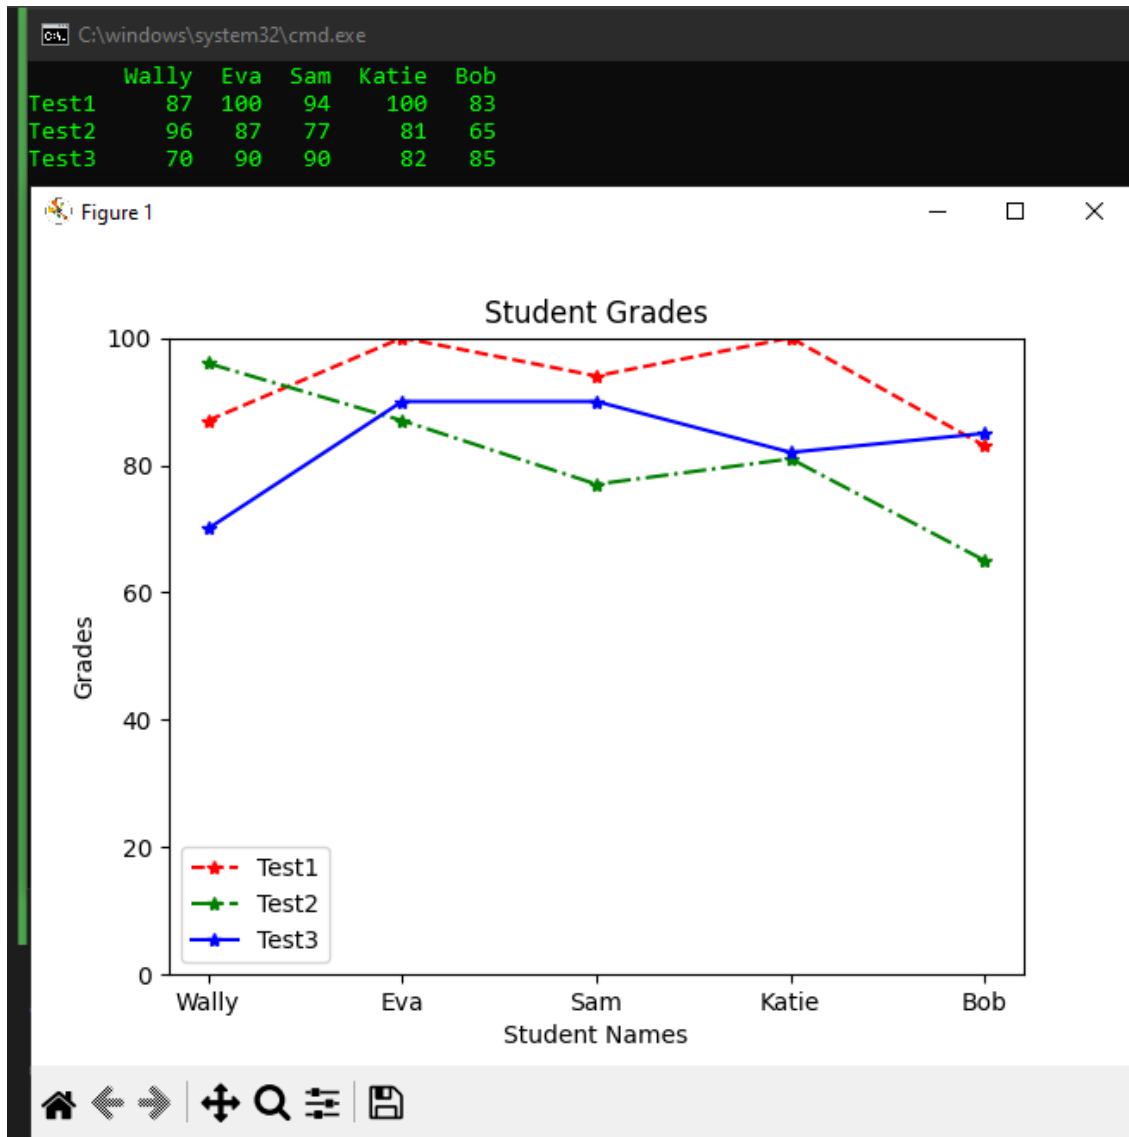 C:\windows\system32\cmd.exe
Wally Eva Sam Katie Bob
Test1 87 100 94 100 83
Test2 96 87 77 81 65
Test3 70 90 90 82 85
Figure 1
Student Grades
100
80
60
40
20
0
Grades
Test1
Test2
Test3
Wally Eva Sam Katie Bob
Student Names